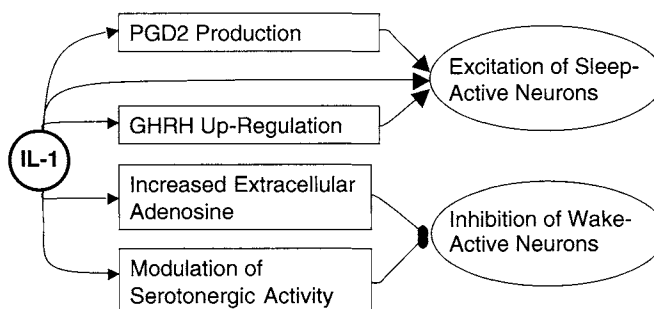 PGD2 Production
Excitation of Sleep-
Active Neurons
GHRH Up-Regulation
IL-1
Increased Extracellular
Adenosine
Inhibition of Wake-
Active Neurons
Modulation of
Serotonergic Activity